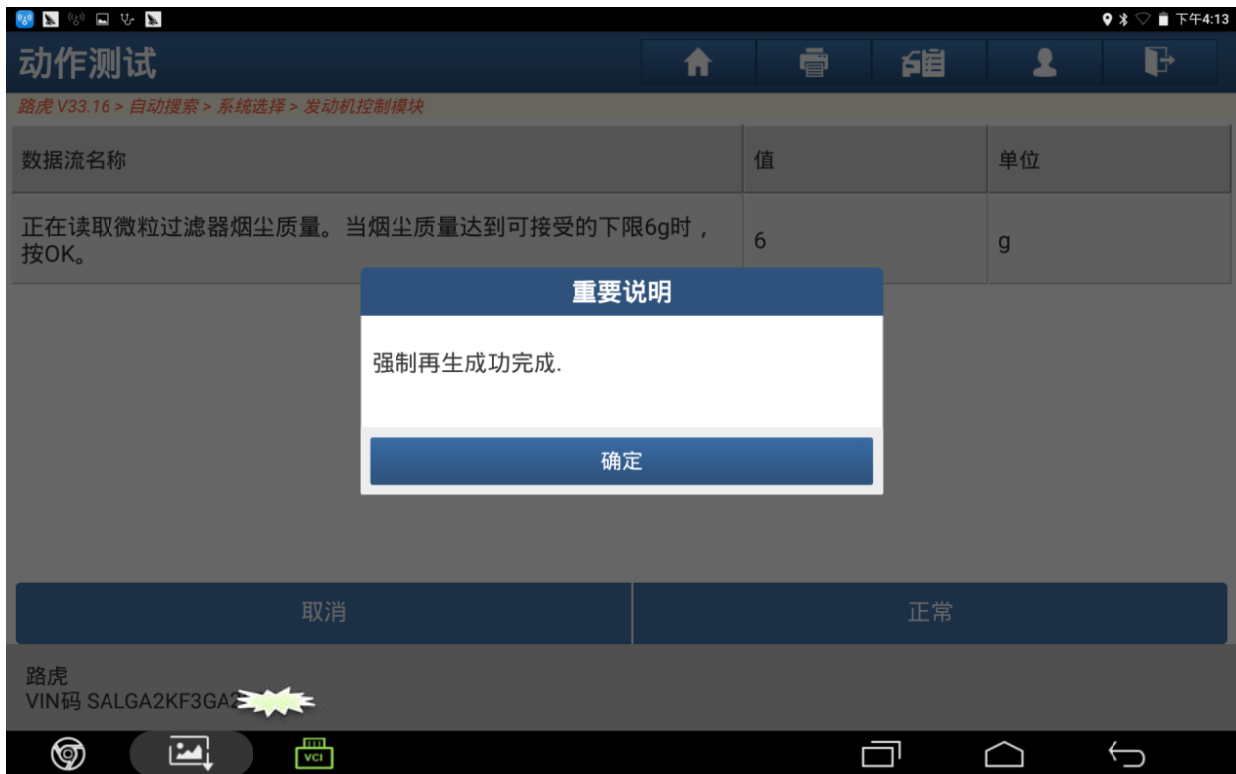 下午4:13
动作测试
路虎 V33.16 > 自动搜索 > 系统选择 > 发动机控制模块
数据流名称 值 单位
正在读取微粒过滤器烟尘质量。当烟尘质量达到可接受的下限6g时，
按OK。 6 g
重要说明
强制再生成功完成.
确定
取消 正常
路虎
VIN码 SALGA2KF3GA2
VCI